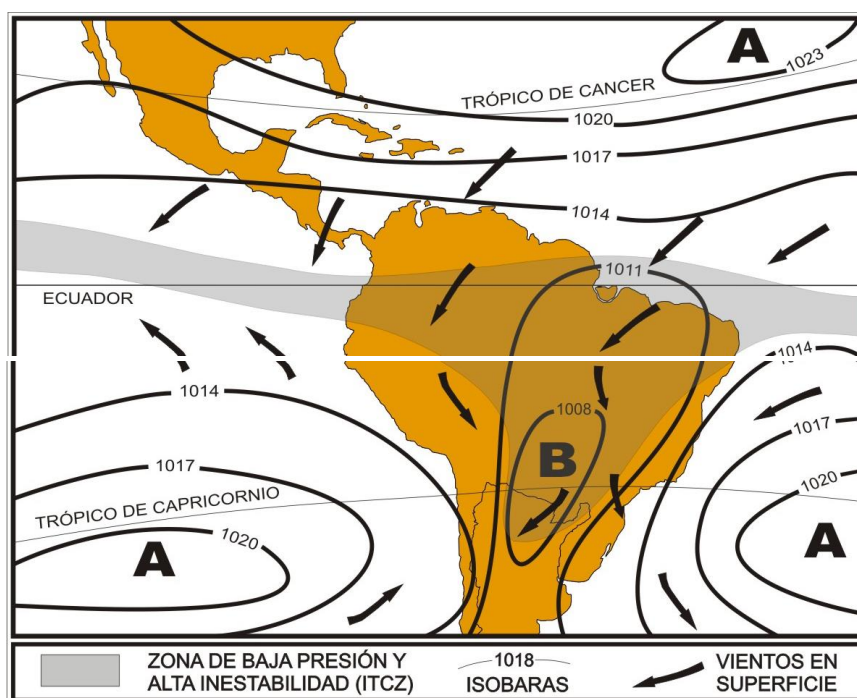 A
1023
TRÓPICO DE CANCER
1020
1017
1014
1011
ECUADOR
1014
1014
1008
1017
1017
B
1020
TRÓPICO DE CAPRICORNIO
1020
A
A
ZONA DE BAJA PRESIÓN Y
ALTA INESTABILIDAD (ITCZ)
1018
ISOBARAS
VIENTOS EN
SUPERFICIE